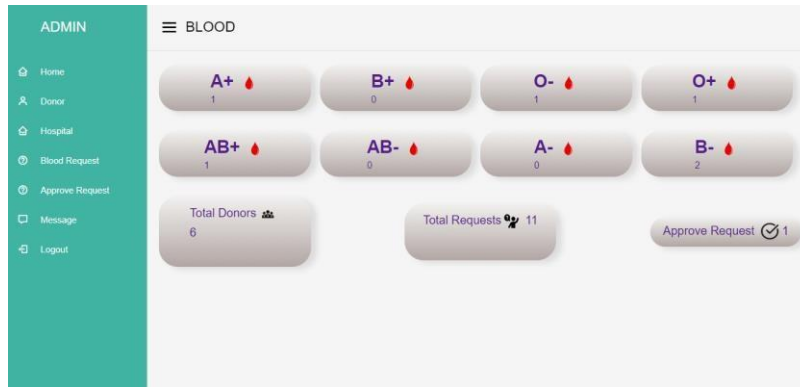 ADMIN
BLOOD
Home
Donor
Hospital
Blood Request
Approve Request
Message
Logout
A+
1
B+
0
O-
1
O+
1
AB+
1
AB-
0
A-
0
B-
2
Total Donors
6
Total Requests 11
Approve Request 1